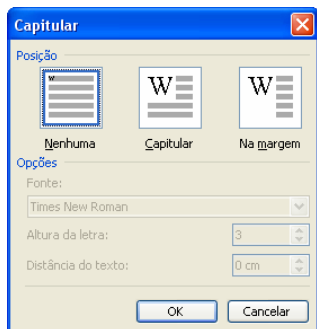 Capitular
Posição
W W W
Nenhuma Capitular Na margem
Opções
Fonte:
Times New Roman
Altura da letra: 3
Distância do texto: 0 cm
OK Cancelar